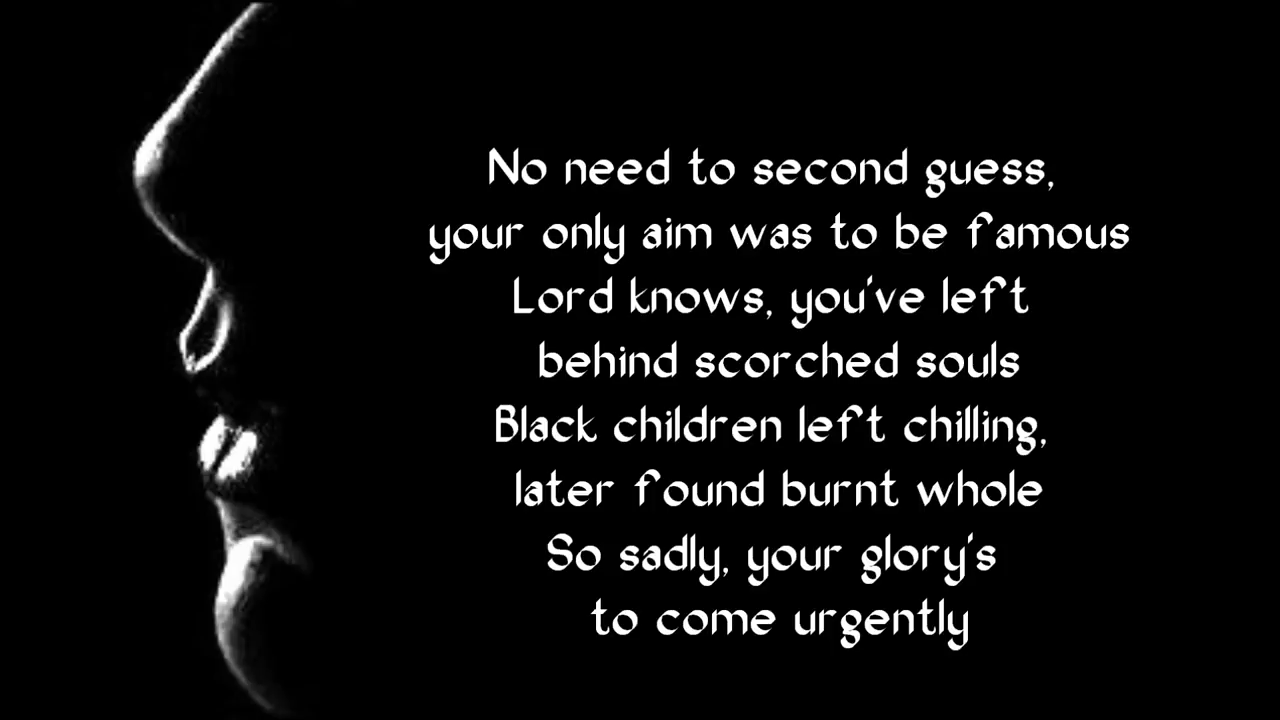 No need to second guess,
your only aim was to be famous
Lord knows, you've left
behind scorched souls
Black children left chilling,
later found burnt whole
So sadly, your glory's
to come urgently